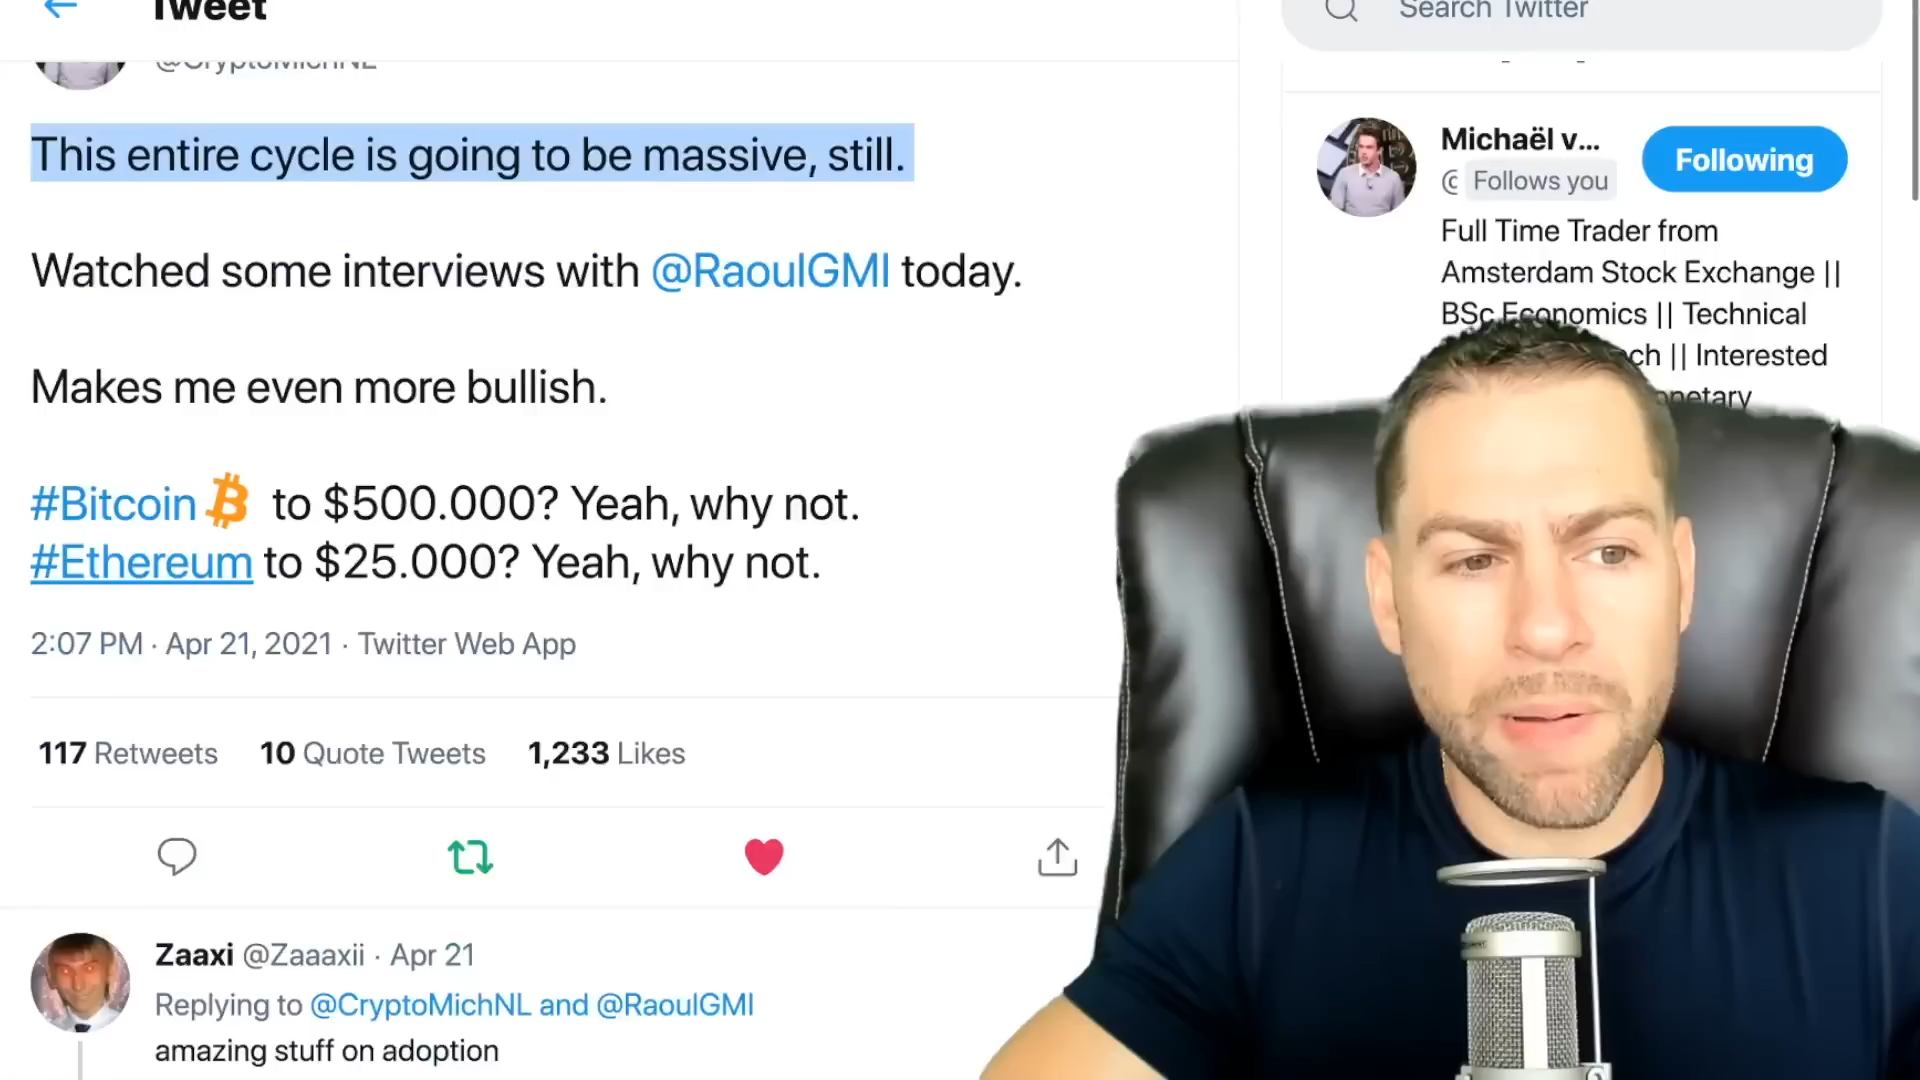 Tweet
Search Twitter
@CryptoMichNL
This entire cycle is going to be massive, still.
Watched some interviews with @RaoulGMI today.
Makes me even more bullish.
#Bitcoin to $500.000? Yeah, why not.
#Ethereum to $25.000? Yeah, why not.
2:07 PM · Apr 21, 2021 · Twitter Web App
117 Retweets 10 Quote Tweets 1,233 Likes
Zaaxi @Zaaaxii · Apr 21
Replying to @CryptoMichNL and @RaoulGMI
amazing stuff on adoption
Michaël v...
@ Follows you
Following
Full Time Trader from
Amsterdam Stock Exchange ||
BSc Economics || Technical
|| Interested